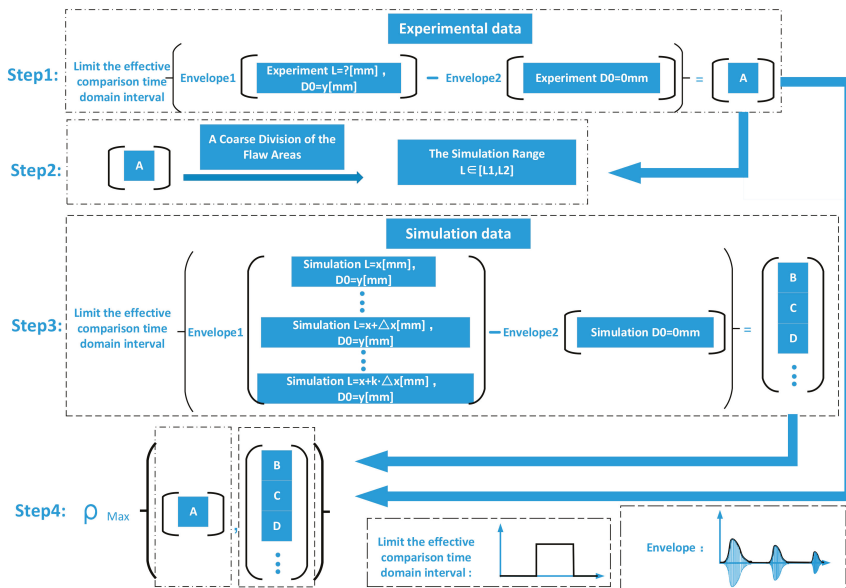 Experimental data
Step1:
Limit the effective
comparison time
domain interval
Envelope1
Experiment L=?[mm] ,
D0=y[mm]
— Envelope2
Experiment D0=0mm
=
A
Step2:
A
A Coarse Division of the
Flaw Areas
The Simulation Range
L∈[L1,L2]
Simulation data
Step3:
Limit the effective
comparison time
domain interval
Envelope1
Simulation L=x[mm],
D0=y[mm]
Simulation L=x+△x[mm] ,
D0=y[mm]
Simulation L=x+k·△x[mm] ,
D0=y[mm]
— Envelope2
Simulation D0=0mm
=
B
C
D
Step4:
ρ Max
A
,
B
C
D
Limit the effective
comparison time
domain interval :
Envelope :